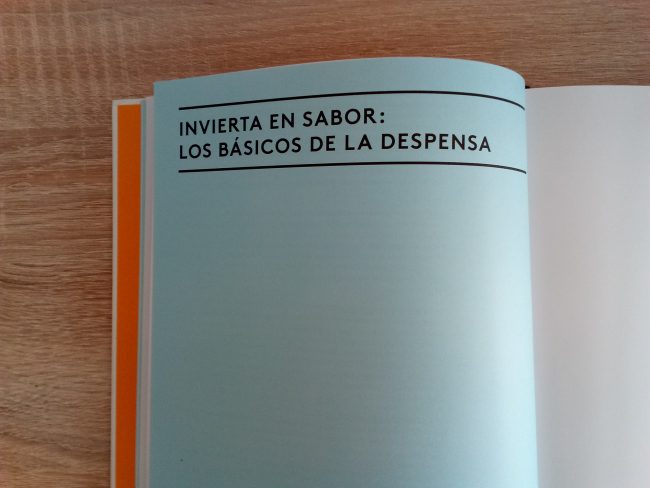 INVIERTA EN SABOR:
LOS BÁSICOS DE LA DESPENSA